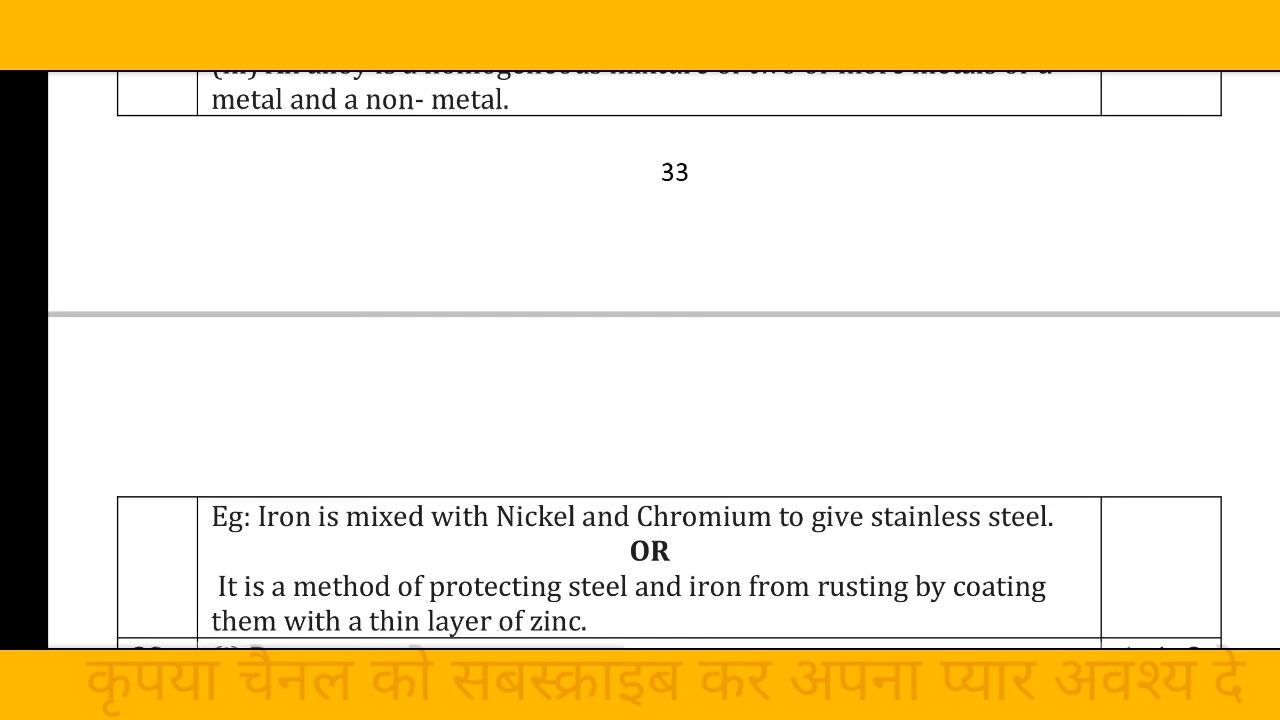 metal and a non- metal.
33
Eg: Iron is mixed with Nickel and Chromium to give stainless steel.
OR
It is a method of protecting steel and iron from rusting by coating
them with a thin layer of zinc.
कृपया चैनल को सबस्क्राइब कर अपना प्यार अवश्य दे